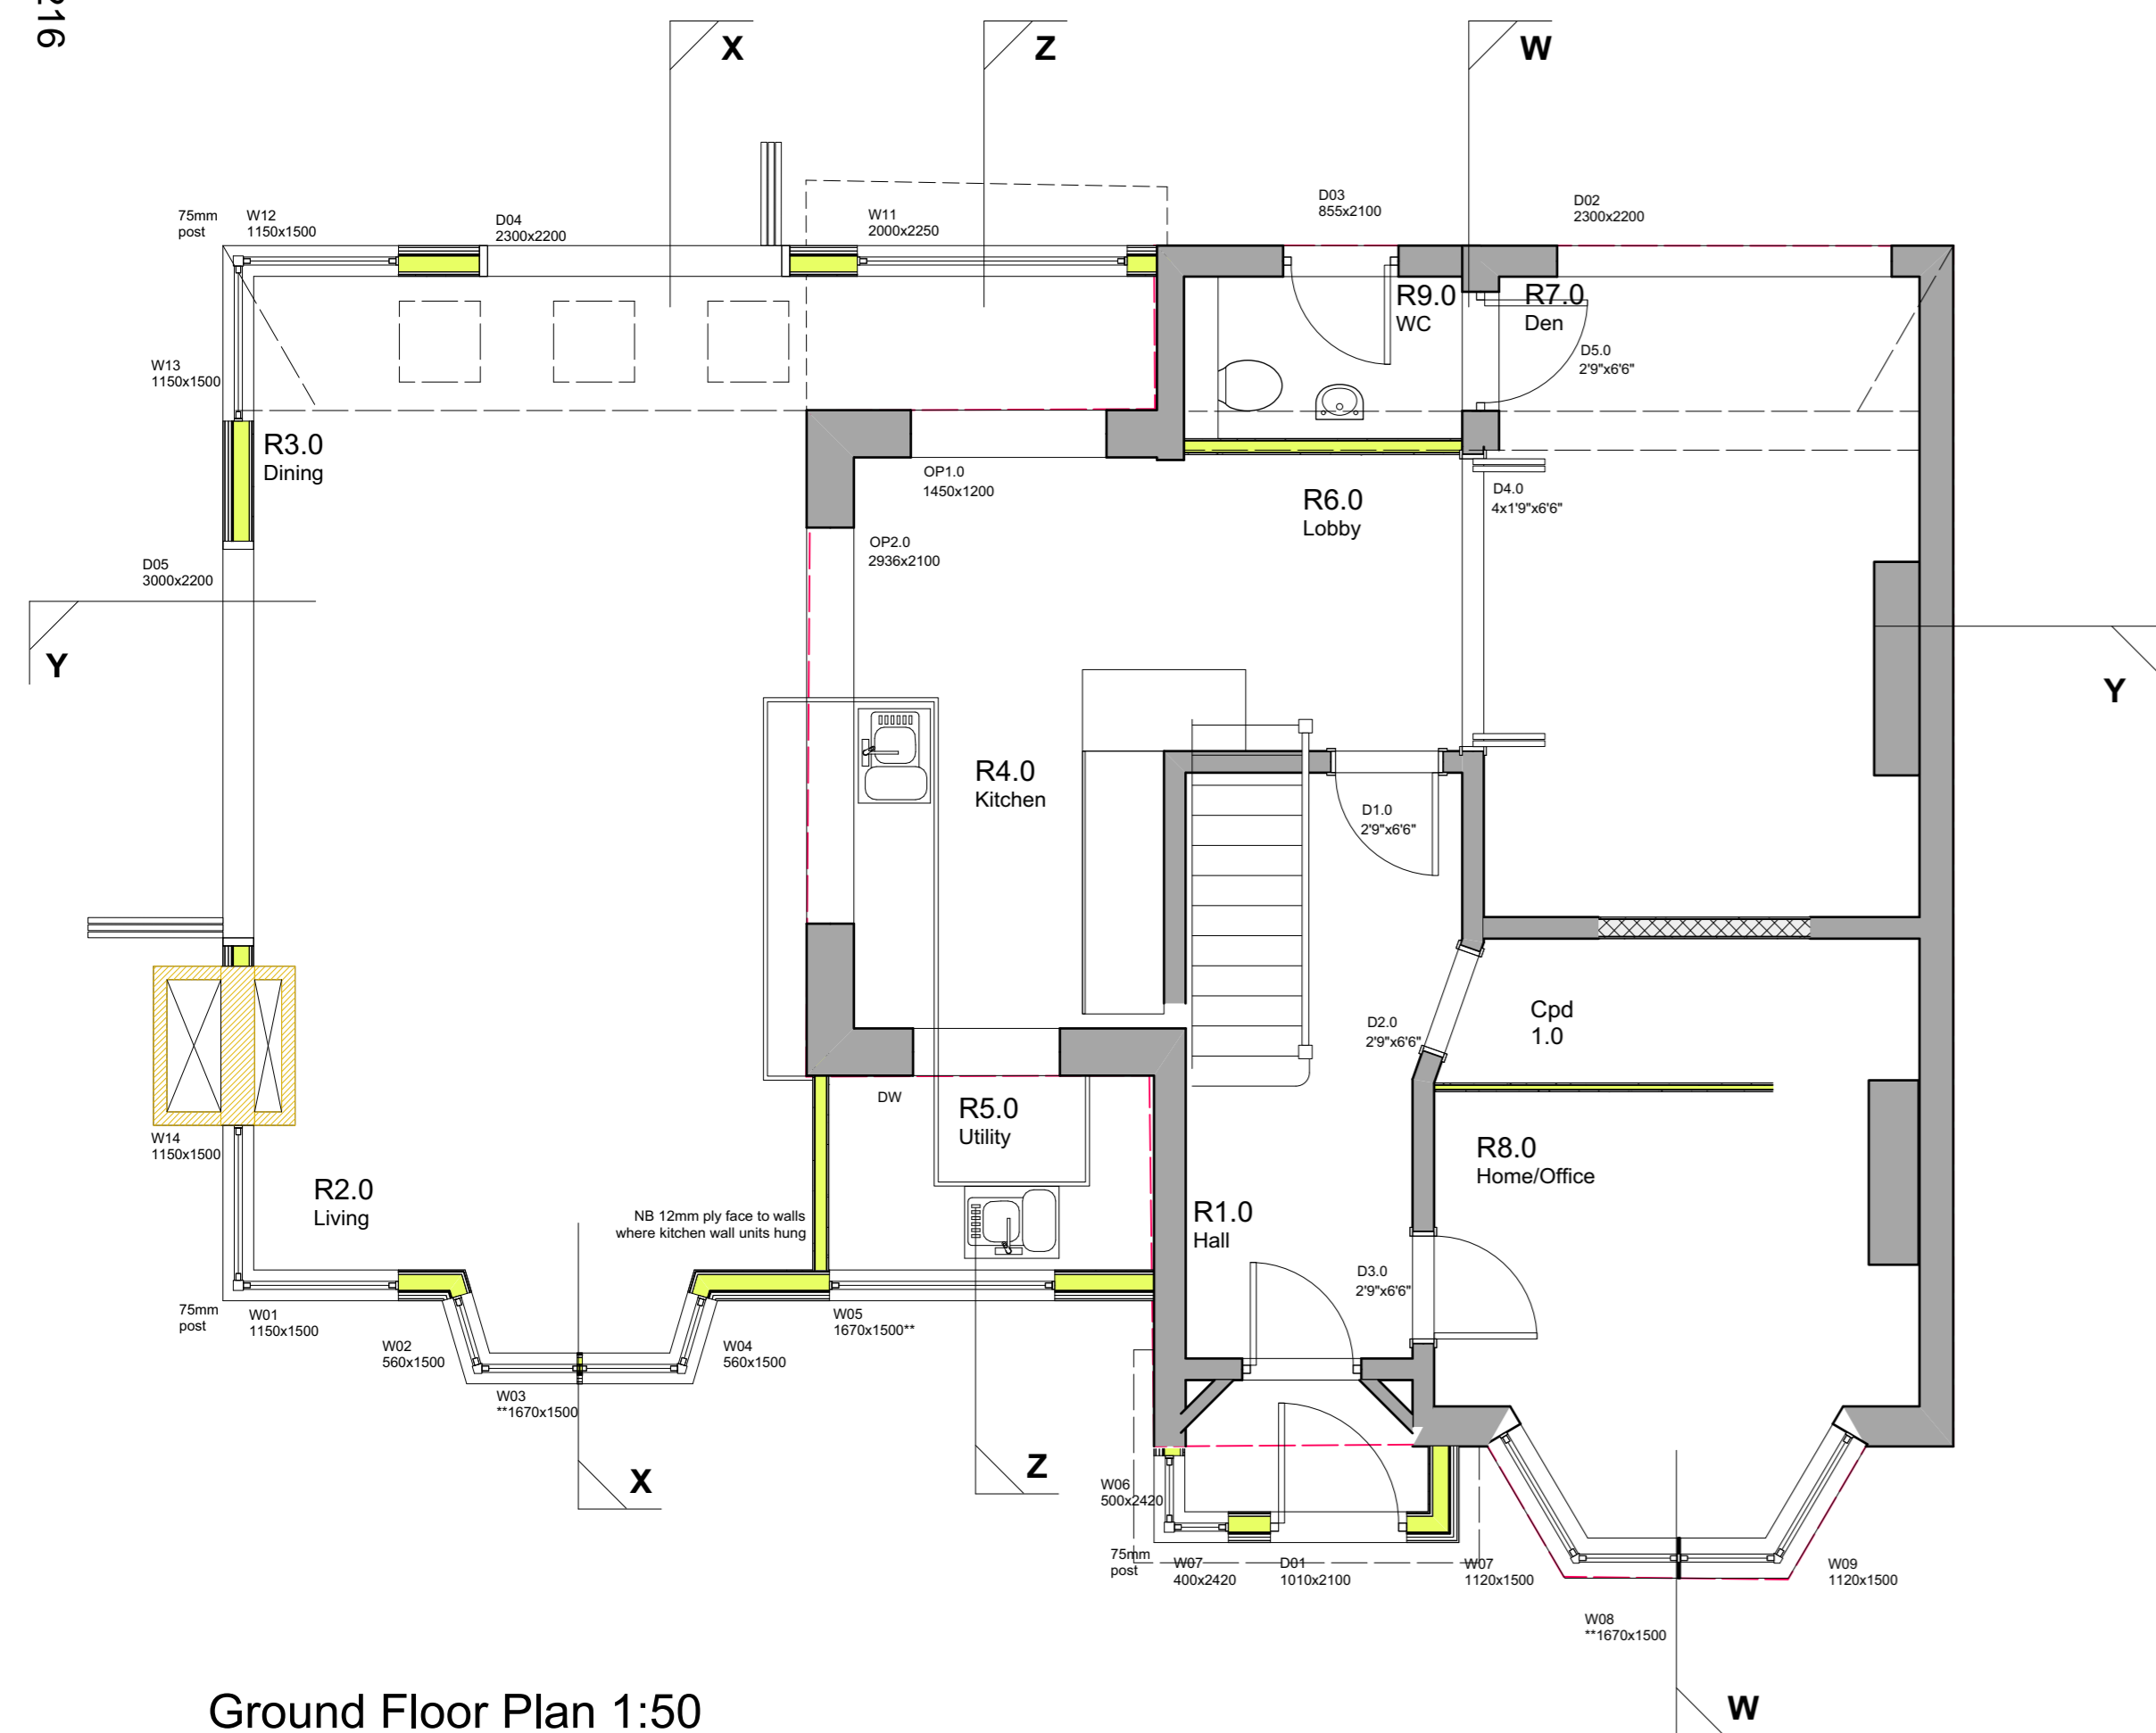 216
X
Z
W
D03
855x2100
D02
2300x2200
75mm
post
W12
1150x1500
D04
2300x2200
W11
2000x2250
R9.0
WC
R7.0
Den
D5.0
2'9"x6'6"
W13
1150x1500
R3.0
Dining
OP1.0
1450x1200
R6.0
Lobby
D4.0
4x1'9"x6'6"
OP2.0
2936x2100
D05
3000x2200
Y
Y
R4.0
Kitchen
D1.0
2'9"x6'6"
D2.0
2'9"x6'6"
Cpd
1.0
DW
R5.0
Utility
W14
1150x1500
R8.0
Home/Office
R2.0
Living
NB 12mm ply face to walls
where kitchen wall units hung
R1.0
Hall
D3.0
2'9"x6'6"
75mm
post
W01
1150x1500
W02
560x1500
W03
**1670x1500
W04
560x1500
W05
1670x1500**
X
Z
W06
500x2420
75mm
post
W07
400x2420
D01
1010x2100
W07
1120x1500
W09
1120x1500
W08
**1670x1500
W
Ground Floor Plan 1:50